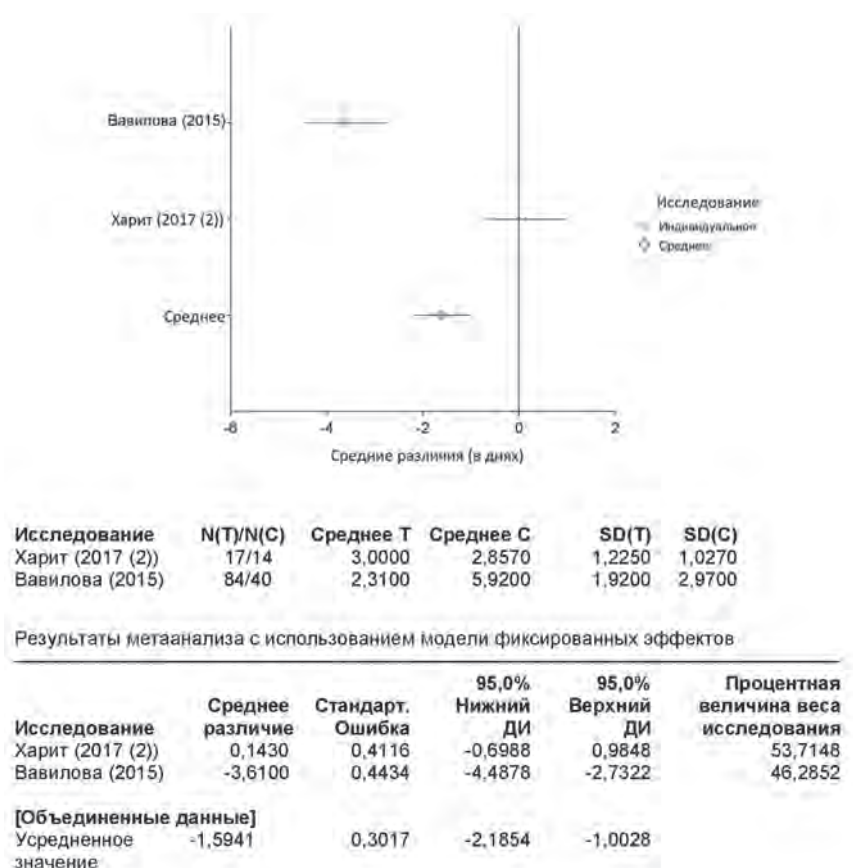 Вавилова (2015)
Харит (2017 (2))
Среднее
Исследование
Индивидуальное
Среднее
-6 -4 -2 0 2
Средние различия (в днях)
Исследование N(T)/N(C) Среднее T Среднее C SD(T) SD(C)
Харит (2017 (2)) 17/14 3,0000 2,8570 1,2250 1,0270
Вавилова (2015) 84/40 2,3100 5,9200 1,9200 2,9700
Результаты метаанализа с использованием модели фиксированных эффектов
95,0% 95,0% Процентная
Среднее Стандарт. Нижний Верхний величина веса
Исследование различие Ошибка ДИ ДИ исследования
Харит (2017 (2)) 0,1430 0,4116 -0,6988 0,9848 53,7148
Вавилова (2015) -3,6100 0,4434 -4,4878 -2,7322 46,2852
[Объединенные данные]
Усредненное -1,5941 0,3017 -2,1854 -1,0028
значение